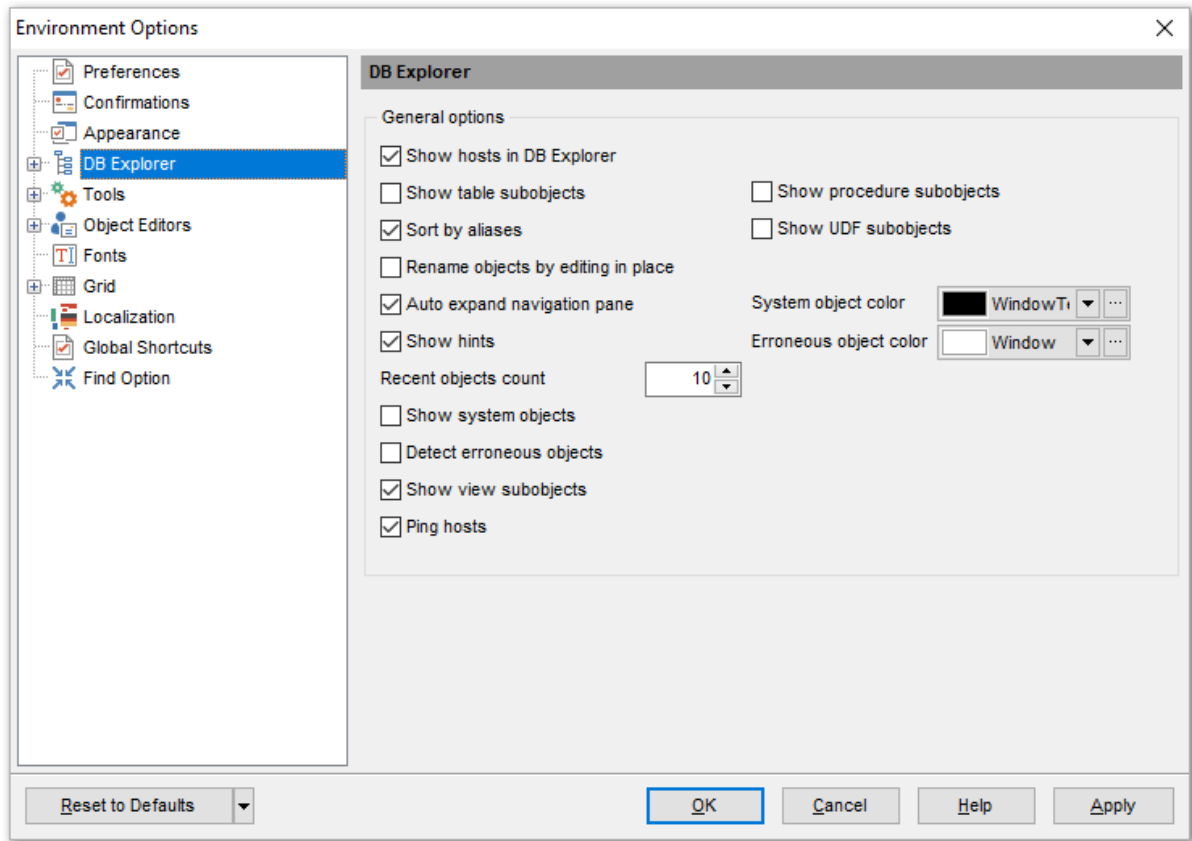 Environment Options
Preferences
Confirmations
Appearance
DB Explorer
Tools
Object Editors
Fonts
Grid
Localization
Global Shortcuts
Find Option
DB Explorer
General options
Show hosts in DB Explorer
Show table subobjects
Show procedure subobjects
Sort by aliases
Show UDF subobjects
Rename objects by editing in place
Auto expand navigation pane
System object color
WindowTe
Show hints
Erroneous object color
Window
Recent objects count
10
Show system objects
Detect erroneous objects
Show view subobjects
Ping hosts
Reset to Defaults
OK
Cancel
Help
Apply